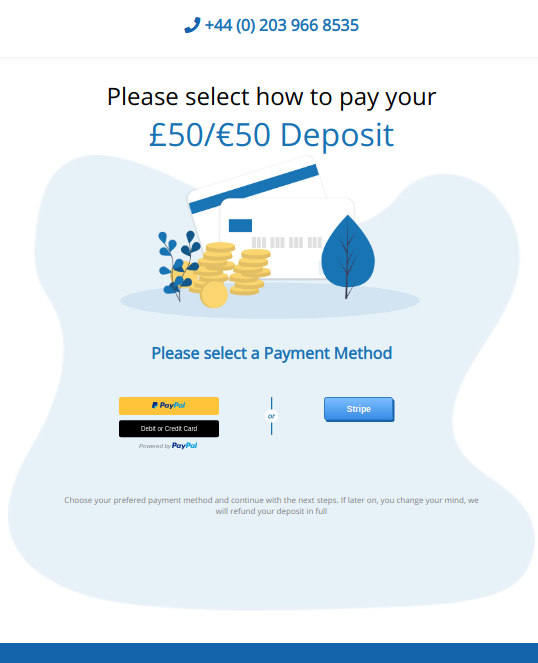 +44 (0) 203 966 8535
Please select how to pay your
£50/€50 Deposit
Please select a Payment Method
PayPal
or
Stripe
Debit or Credit Card
Powered by PayPal
Choose your prefered payment method and continue with the next steps. If later on, you change your mind, we
will refund your deposit in full